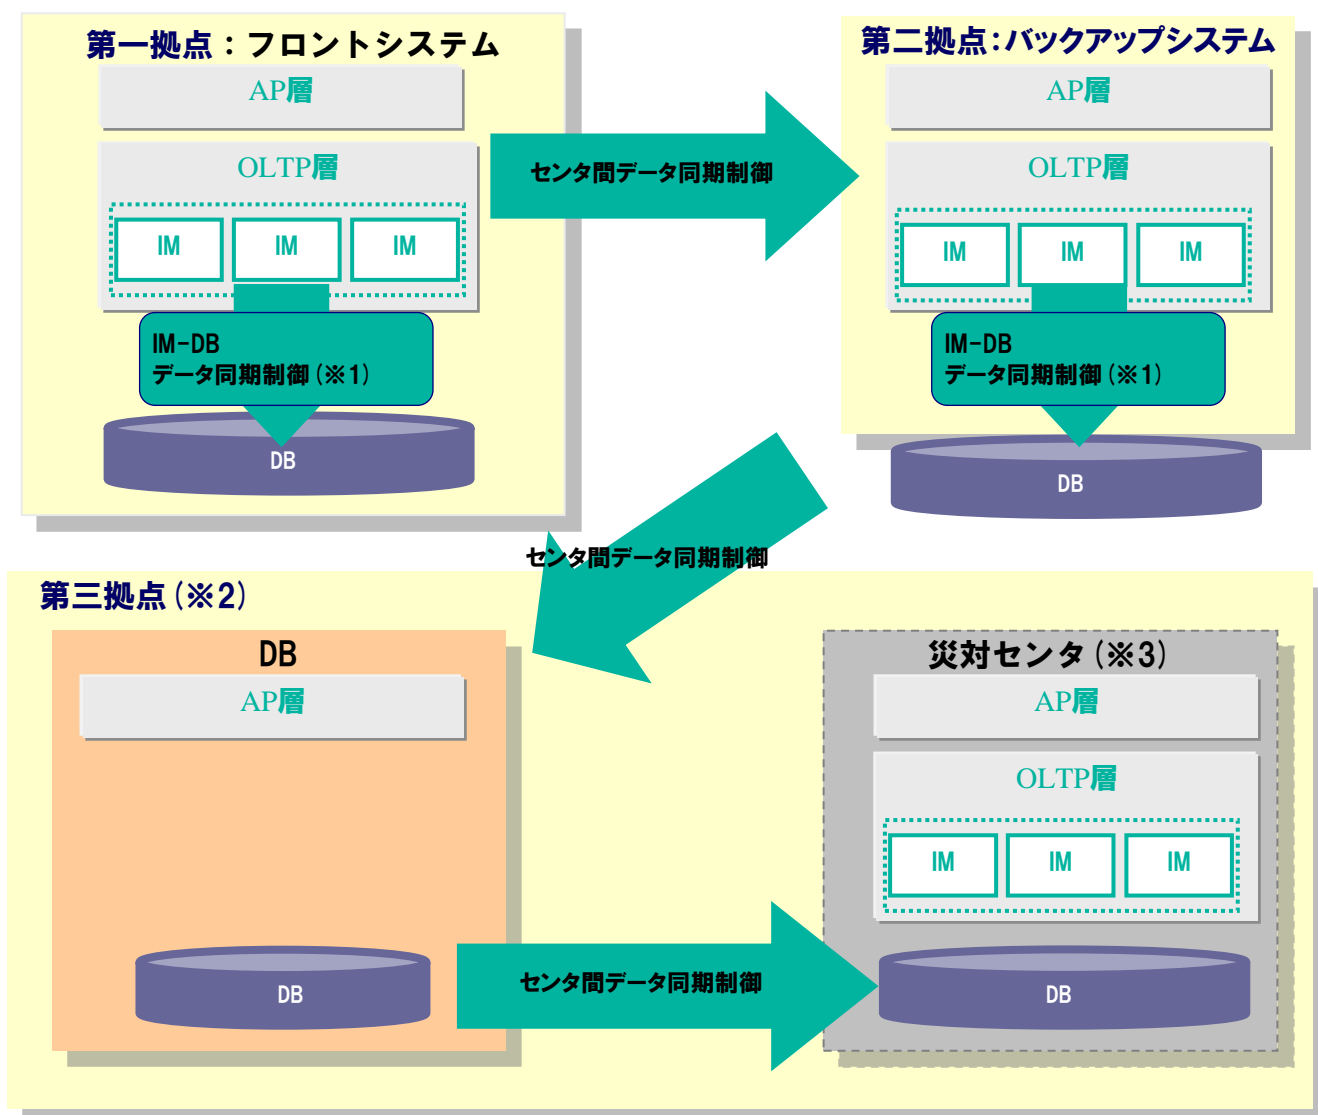 第一拠点：フロントシステム
AP層
OLTP層
IM
IM
IM
IM-DB
データ同期制御(※1)
DB
センタ間データ同期制御
第二拠点：バックアップシステム
AP層
OLTP層
IM
IM
IM
IM-DB
データ同期制御(※1)
DB
センタ間データ同期制御
第三拠点(※2)
DB
AP層
DB
センタ間データ同期制御
災対センタ(※3)
AP層
OLTP層
IM
IM
IM
DB